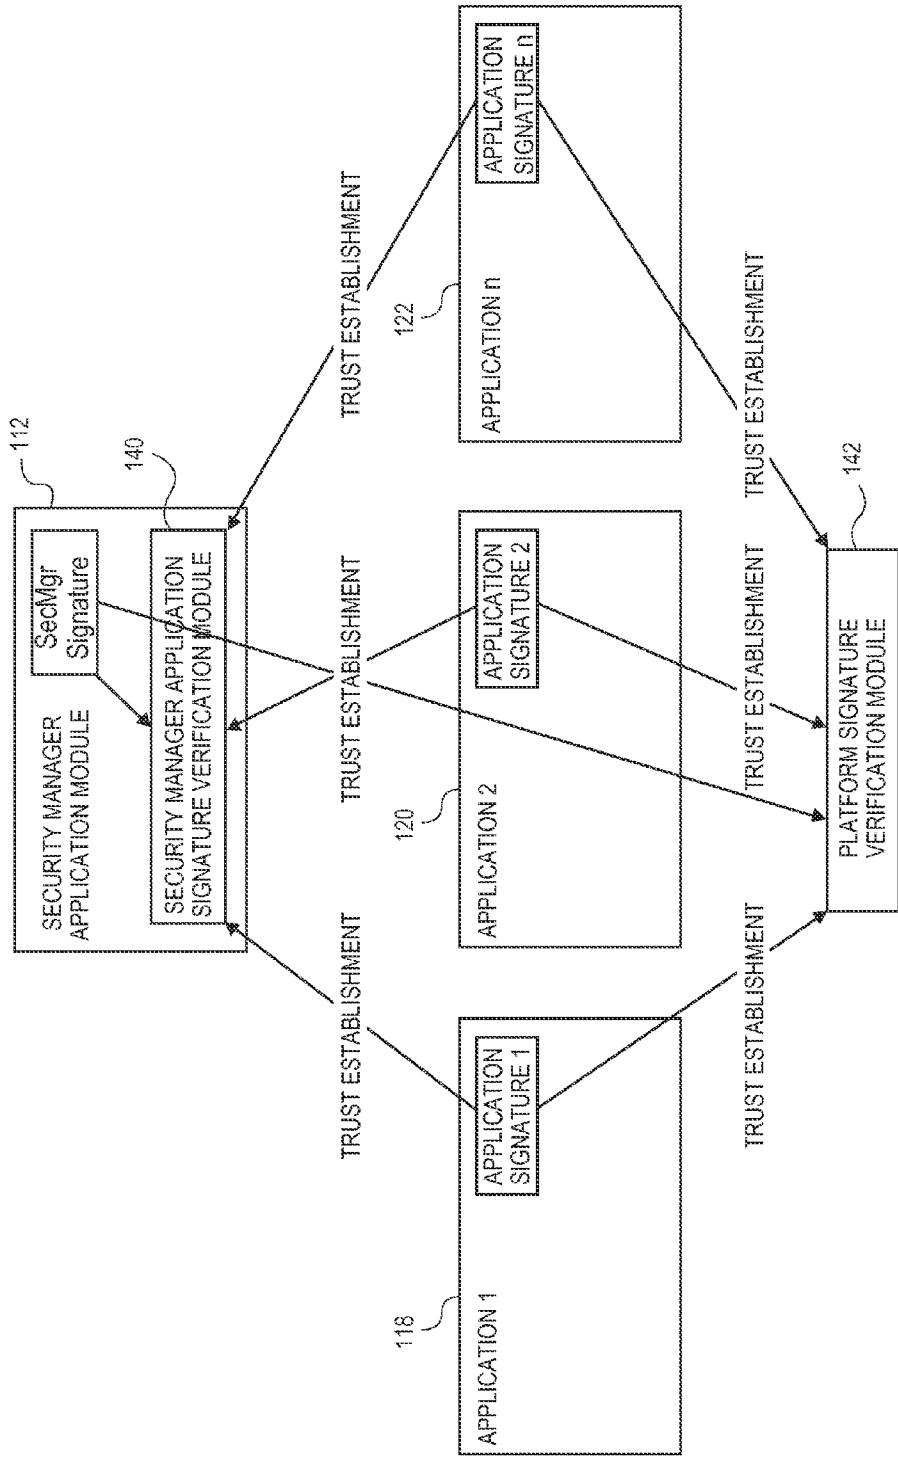 112
SecMgr
Signature
SECURITY MANAGER
APPLICATION MODULE
140
SECURITY MANAGER APPLICATION
SIGNATURE VERIFICATION MODULE
TRUST ESTABLISHMENT
TRUST ESTABLISHMENT
TRUST ESTABLISHMENT
118
APPLICATION 1
APPLICATION
SIGNATURE 1
120
APPLICATION 2
APPLICATION
SIGNATURE 2
122
APPLICATION n
APPLICATION
SIGNATURE n
TRUST ESTABLISHMENT
TRUST ESTABLISHMENT
TRUST ESTABLISHMENT
142
PLATFORM SIGNATURE
VERIFICATION MODULE